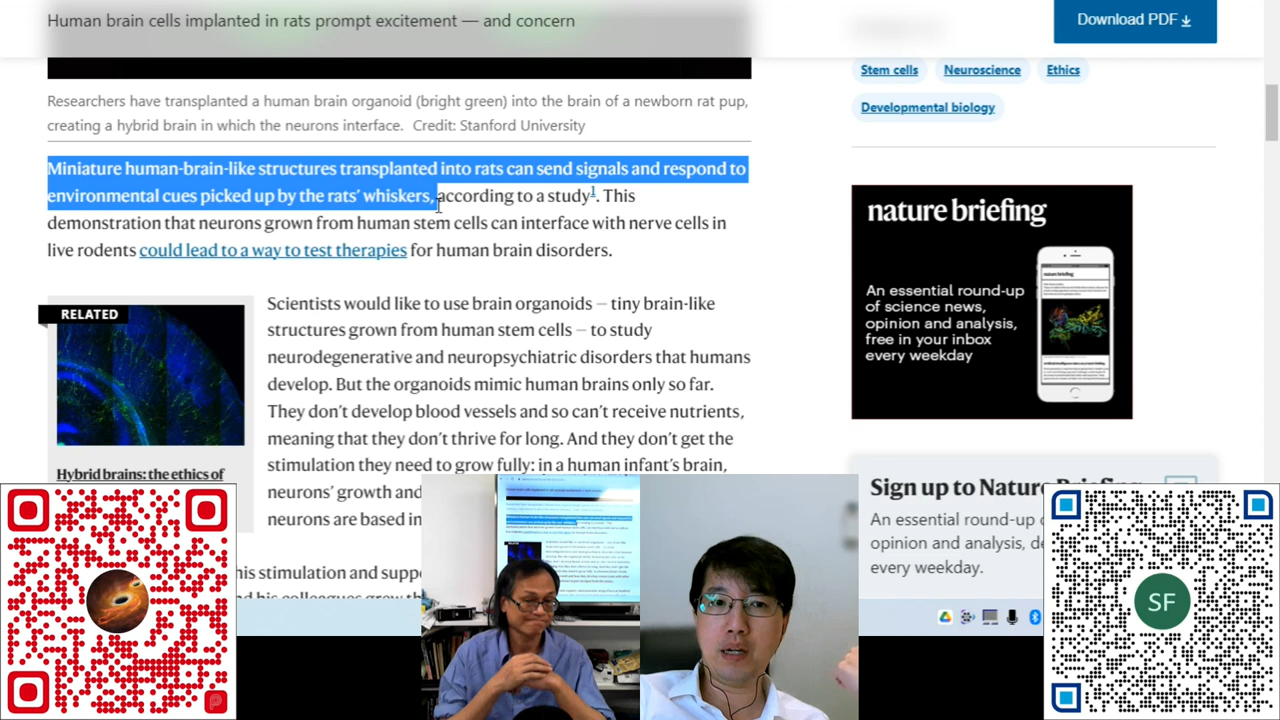 Human brain cells implanted in rats prompt excitement — and concern
Download PDF
Stem cells
Neuroscience
Ethics
Developmental biology
Researchers have transplanted a human brain organoid (bright green) into the brain of a newborn rat pup,
creating a hybrid brain in which the neurons interface. Credit: Stanford University
Miniature human-brain-like structures transplanted into rats can send signals and respond to
environmental cues picked up by the rats’ whiskers, according to a study1. This
demonstration that neurons grown from human stem cells can interface with nerve cells in
live rodents could lead to a way to test therapies for human brain disorders.
nature briefing
An essential round-up
of science news,
opinion and analysis,
free in your inbox
every weekday
RELATED
Hybrid brains: the ethics of
Scientists would like to use brain organoids — tiny brain-like
structures grown from human stem cells — to study
neurodegenerative and neuropsychiatric disorders that humans
develop. But the organoids mimic human brains only so far.
They don’t develop blood vessels and so can’t receive nutrients,
meaning that they don’t thrive for long. And they don’t get the
stimulation they need to grow fully: in a human infant’s brain,
neurons’ growth and
neurons are based in
his stimulation and supp
Sign up to Nature Briefing
An essential round-up
opinion and analysis
every weekday.
SF